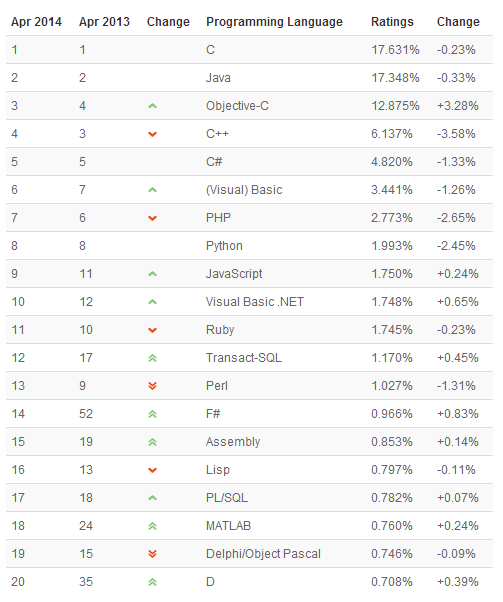 Apr 2014 Apr 2013 Change Programming Language Ratings Change
1 1 C 17.631% -0.23%
2 2 Java 17.348% -0.33%
3 4 Objective-C 12.875% +3.28%
4 3 C++ 6.137% -3.58%
5 5 C# 4.820% -1.33%
6 7 (Visual) Basic 3.441% -1.26%
7 6 PHP 2.773% -2.65%
8 8 Python 1.993% -2.45%
9 11 JavaScript 1.750% +0.24%
10 12 Visual Basic .NET 1.748% +0.65%
11 10 Ruby 1.745% -0.23%
12 17 Transact-SQL 1.170% +0.45%
13 9 Perl 1.027% -1.31%
14 52 F# 0.966% +0.83%
15 19 Assembly 0.853% +0.14%
16 13 Lisp 0.797% -0.11%
17 18 PL/SQL 0.782% +0.07%
18 24 MATLAB 0.760% +0.24%
19 15 Delphi/Object Pascal 0.746% -0.09%
20 35 D 0.708% +0.39%